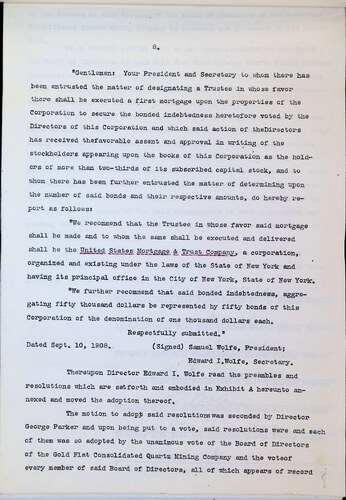 8.
"Gentlemen: Your President and Secretary to whom there has
been entrusted the matter of designating a Trustee in whose favor
there shall be executed a first mortgage upon the properties of the
Corporation to secure the bonded indebtedness heretofore voted by the
Directors of this Corporation and which said action of theDirectors
has received thefavorable assent and approval in writing of the
stockholders appearing upon the books of this Corporation as the hold-
ers of more than two-thirds of its subscribed capital stock, and to
whom there has been further entrusted the matter of determining upon
the number of said bonds and their respective amounts, do hereby re-
port as follows:
"We recommend that the Trustee in whose favor said mortgage
shall be made and to whom the same shall be executed and delivered
shall be the United States Mortgage & Trust Company, a corporation,
organized and existing under the laws of the State of New York and
having its principal office in the City of New York, State of New York.
"We further recommend that said bonded indebtedness, aggre-
gating fifty thousand dollars be represented by fifty bonds of this
Corporation of the denomination of one thousand dollars each.
Respectfully submitted."
Dated Sept. 10, 1908. (Signed) Samuel Wolfe, President;
Edward I.Wolfe, Secretary.
Thereupon Director Edward I. Wolfe read the preambles and
resolutions which are setforth and embodied in Exhibit A hereunto an-
nexed and moved the adoption thereof.
The motion to adopt said resolutionswas seconded by Director
George Parker and upon being put to a vote, said resolutions were and each
of them was so adopted by the unanimous vote of the Board of Directors
of the Gold Flat Consolidated Quartz Mining Company and the voteof
every member of said Board of Directors, all of which appears of record